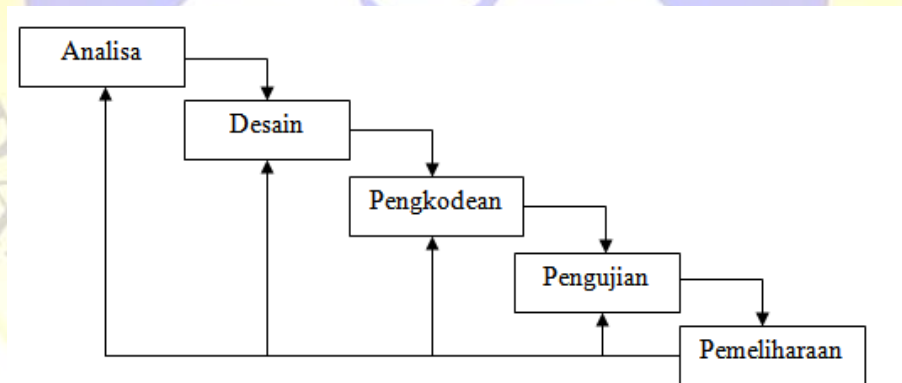 Analisa
Desain
Pengkodean
Pengujian
Pemeliharaan